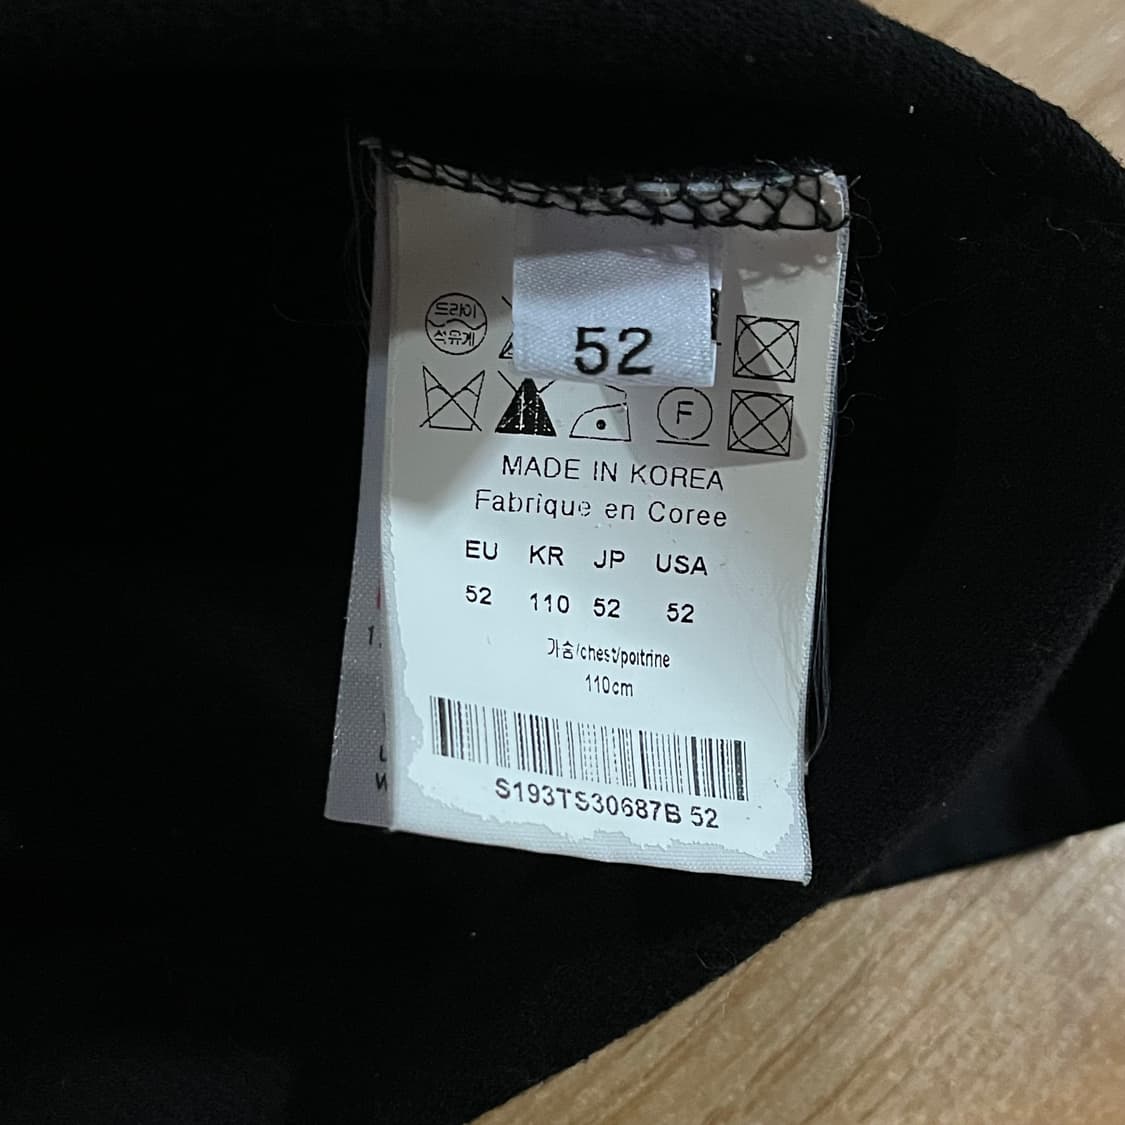 52
드라이
석유계
F
MADE IN KOREA
Fabrique en Coree
EU KR JP USA
52 110 52 52
가슴/chest/poitrine
110cm
S193TS30687B 52